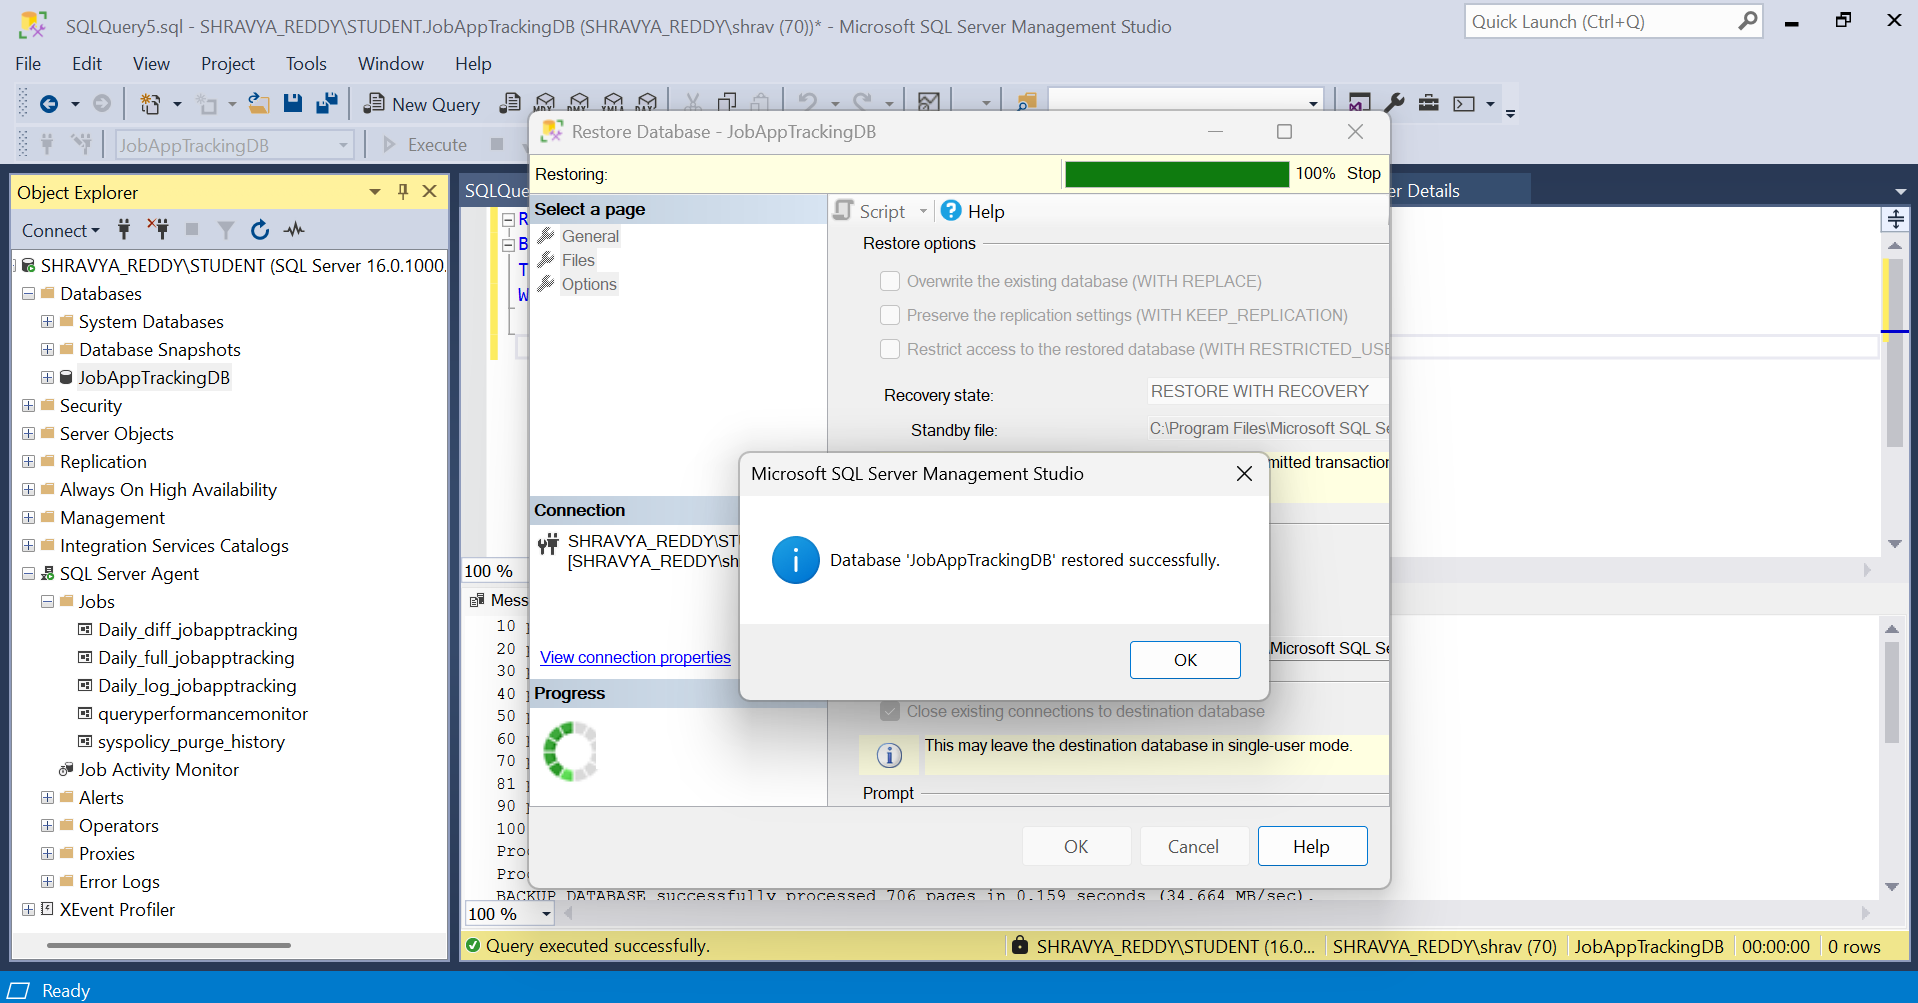 SQLQuery5.sql - SHRAVYA_REDDY\STUDENT.JobAppTrackingDB (SHRAVYA_REDDY\shrav (70))* - Microsoft SQL Server Management Studio
Quick Launch (Ctrl+Q)
File Edit View Project Tools Window Help
New Query
JobAppTrackingDB
Execute
Object Explorer
Connect
SHRAVYA_REDDY\STUDENT (SQL Server 16.0.1000.
Databases
System Databases
Database Snapshots
JobAppTrackingDB
Security
Server Objects
Replication
Always On High Availability
Management
Integration Services Catalogs
SQL Server Agent
Jobs
Daily_diff_jobapptracking
Daily_full_jobapptracking
Daily_log_jobapptracking
queryperformancemonitor
syspolicy_purge_history
Job Activity Monitor
Alerts
Operators
Proxies
Error Logs
XEvent Profiler
SQLQue
er Details
R
B
T
W
100 %
Mess
10 p
20 p
30 p
40 p
50 p
60 p
70 p
81 p
90 p
100
Proc
Proc
BACKUP DATABASE successfully processed 706 pages in 0.159 seconds (34.664 MB/sec).
100 %
Restore Database - JobAppTrackingDB
Restoring:
100% Stop
Select a page
General
Files
Options
Script
Help
Restore options
Overwrite the existing database (WITH REPLACE)
Preserve the replication settings (WITH KEEP_REPLICATION)
Restrict access to the restored database (WITH RESTRICTED_USE
Recovery state:
RESTORE WITH RECOVERY
Standby file:
C:\Program Files\Microsoft SQL Se
mitted transaction
Connection
SHRAVYA_REDDY\STU
[SHRAVYA_REDDY\sh
View connection properties
Microsoft SQL Se
Progress
Close existing connections to destination database
This may leave the destination database in single-user mode.
Prompt
OK
Cancel
Help
Microsoft SQL Server Management Studio
Database 'JobAppTrackingDB' restored successfully.
OK
Query executed successfully.
SHRAVYA_REDDY\STUDENT (16.0...
SHRAVYA_REDDY\shrav (70)
JobAppTrackingDB
00:00:00
0 rows
Ready